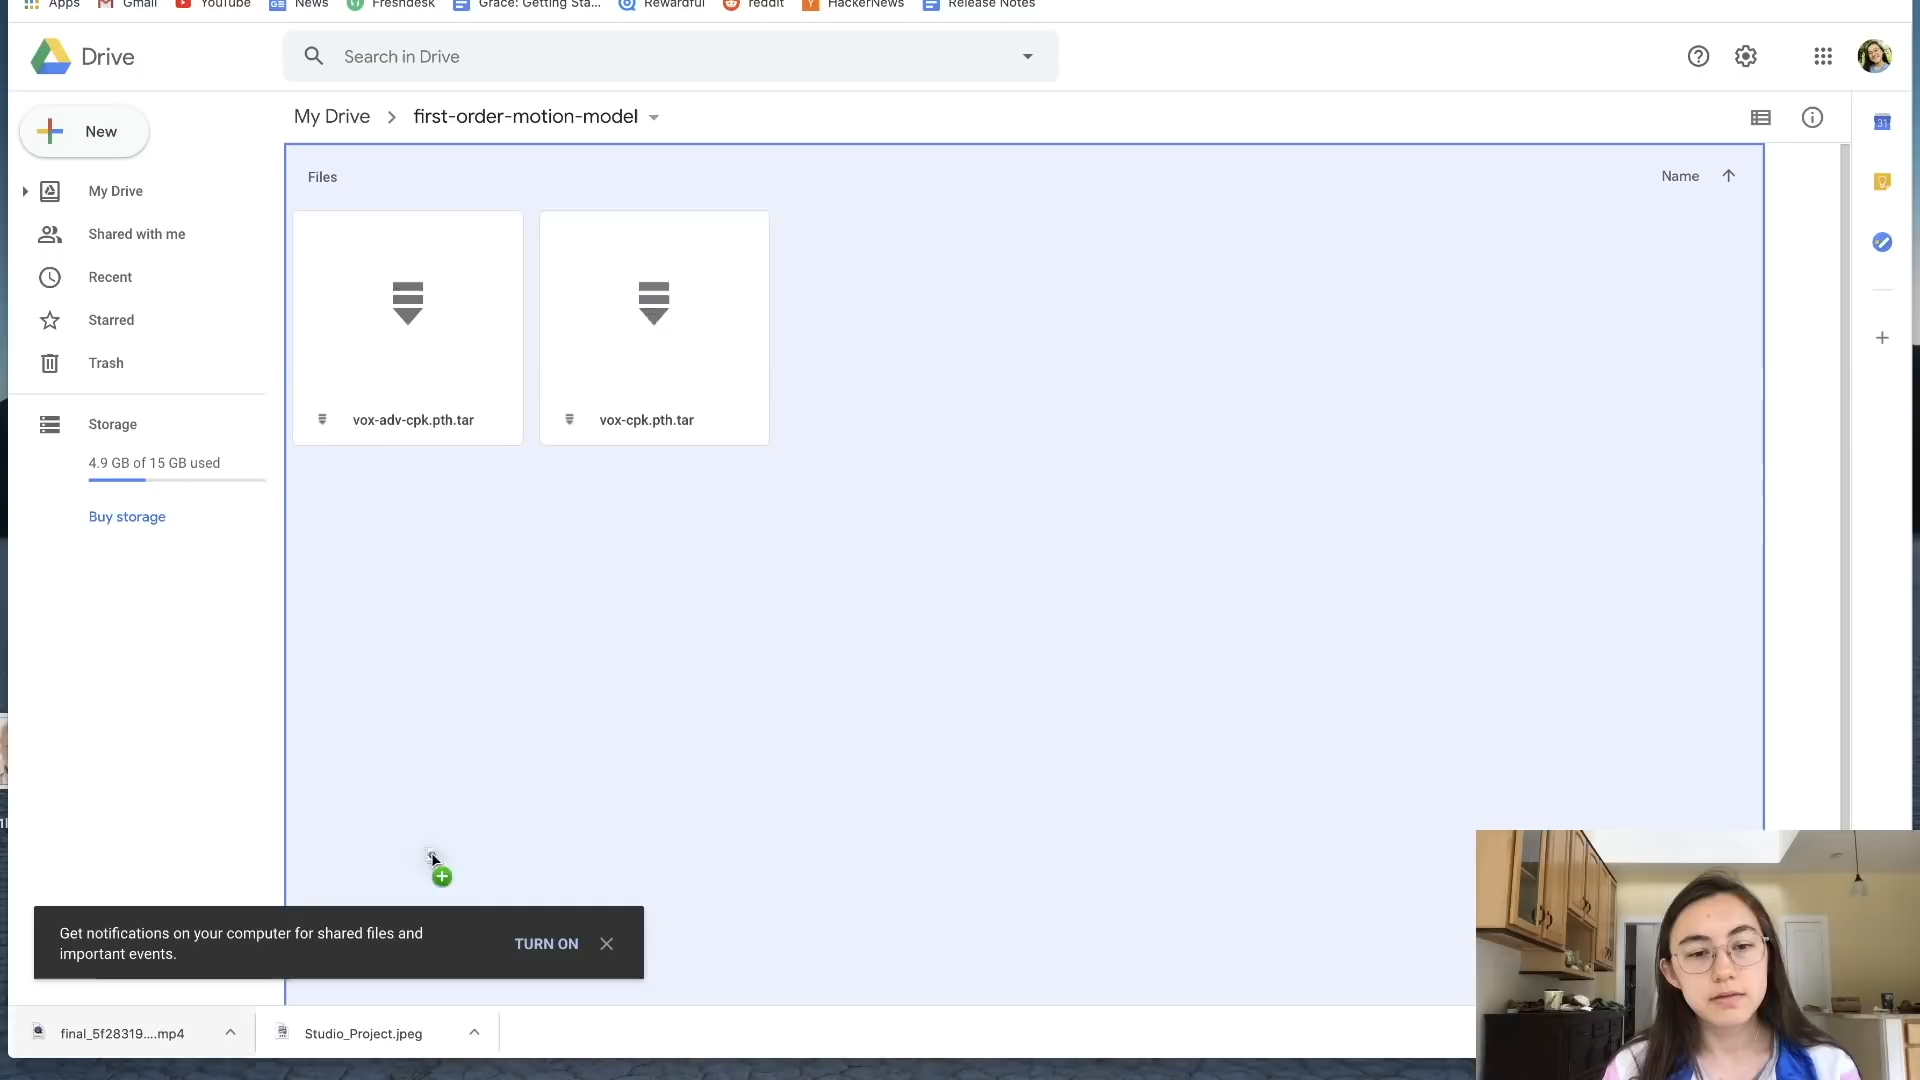 Apps
Gmail
YouTube
News
Freshdesk
Grace: Getting Sta...
Rewardful
reddit
HackerNews
Release Notes
Drive
Search in Drive
New
My Drive
first-order-motion-model
31
Files
Name
My Drive
Shared with me
Recent
Starred
Trash
Storage
4.9 GB of 15 GB used
Buy storage
vox-adv-cpk.pth.tar
vox-cpk.pth.tar
Get notifications on your computer for shared files and
important events.
TURN ON
final_5f28319....mp4
Studio_Project.jpeg